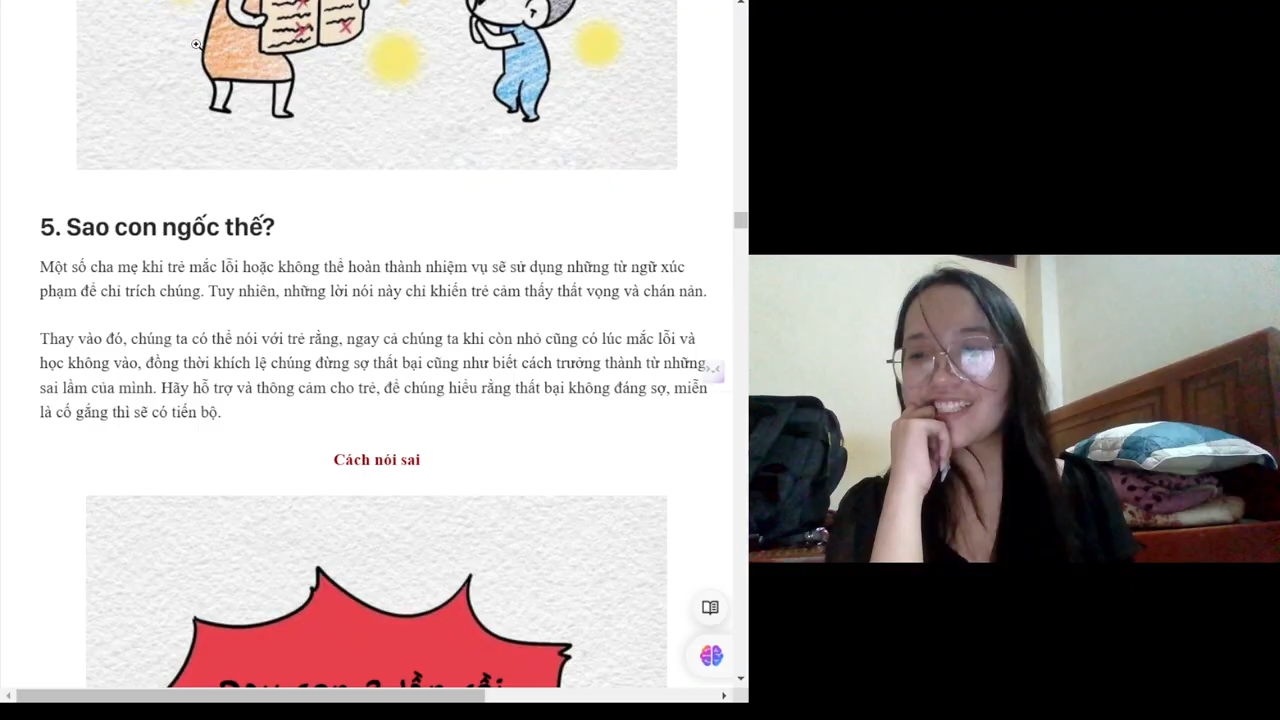 5. Sao con ngốc thế?
Một số cha mẹ khi trẻ mắc lỗi hoặc không thể hoàn thành nhiệm vụ sẽ sử dụng những từ ngữ xúc
phạm để chỉ trích chúng. Tuy nhiên, những lời nói này chỉ khiến trẻ cảm thấy thất vọng và chán nản.
Thay vào đó, chúng ta có thể nói với trẻ rằng, ngay cả chúng ta khi còn nhỏ cũng có lúc mắc lỗi và
học không vào, đồng thời khích lệ chúng đừng sợ thất bại cũng như biết cách trưởng thành từ những
sai lầm của mình. Hãy hỗ trợ và thông cảm cho trẻ, để chúng hiểu rằng thất bại không đáng sợ, miễn
là cố gắng thì sẽ có tiến bộ.
Cách nói sai